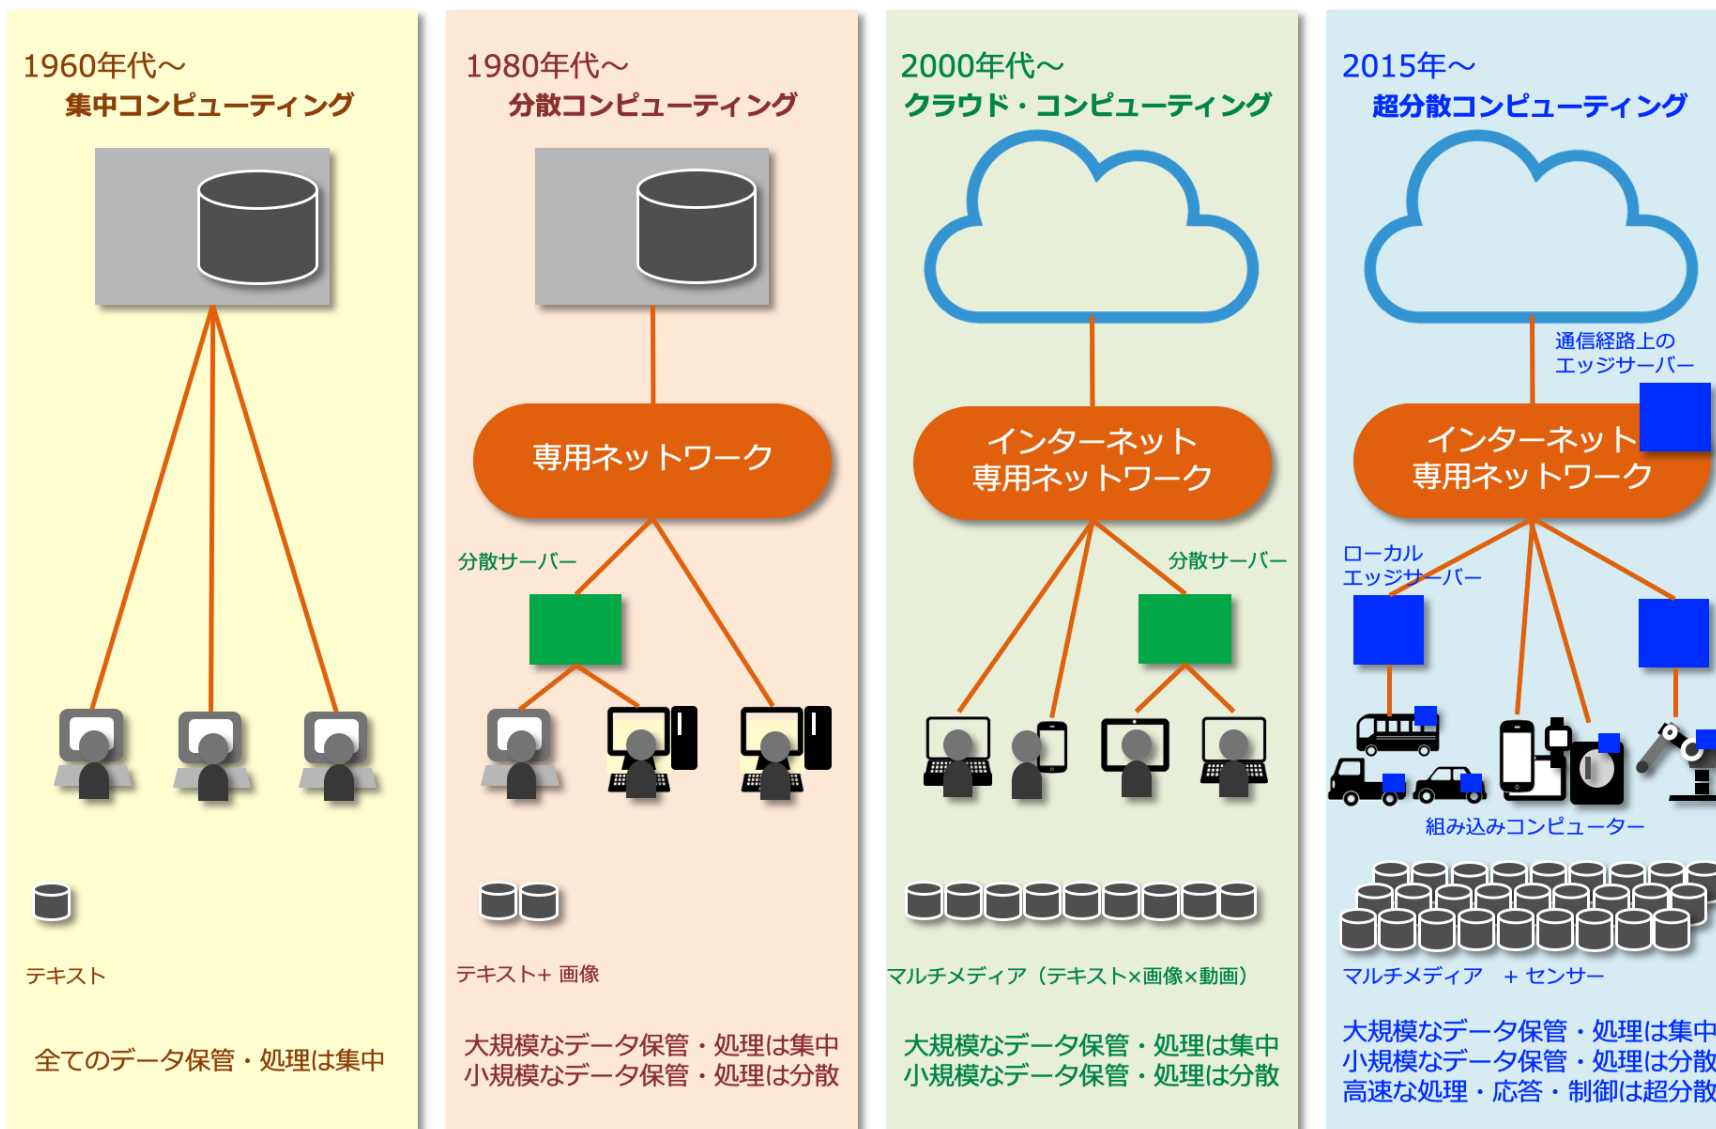 1960年代～
集中コンピューティング
テキスト
全てのデータ保管・処理は集中
1980年代～
分散コンピューティング
専用ネットワーク
分散サーバー
テキスト+ 画像
大規模なデータ保管・処理は集中
小規模なデータ保管・処理は分散
2000年代～
クラウド・コンピューティング
インターネット
専用ネットワーク
分散サーバー
マルチメディア（テキスト×画像×動画）
大規模なデータ保管・処理は集中
小規模なデータ保管・処理は分散
2015年～
超分散コンピューティング
通信経路上の
エッジサーバー
インターネット
専用ネットワーク
ローカル
エッジサーバー
組み込みコンピューター
マルチメディア　+ センサー
大規模なデータ保管・処理は集中
小規模なデータ保管・処理は分散
高速な処理・応答・制御は超分散